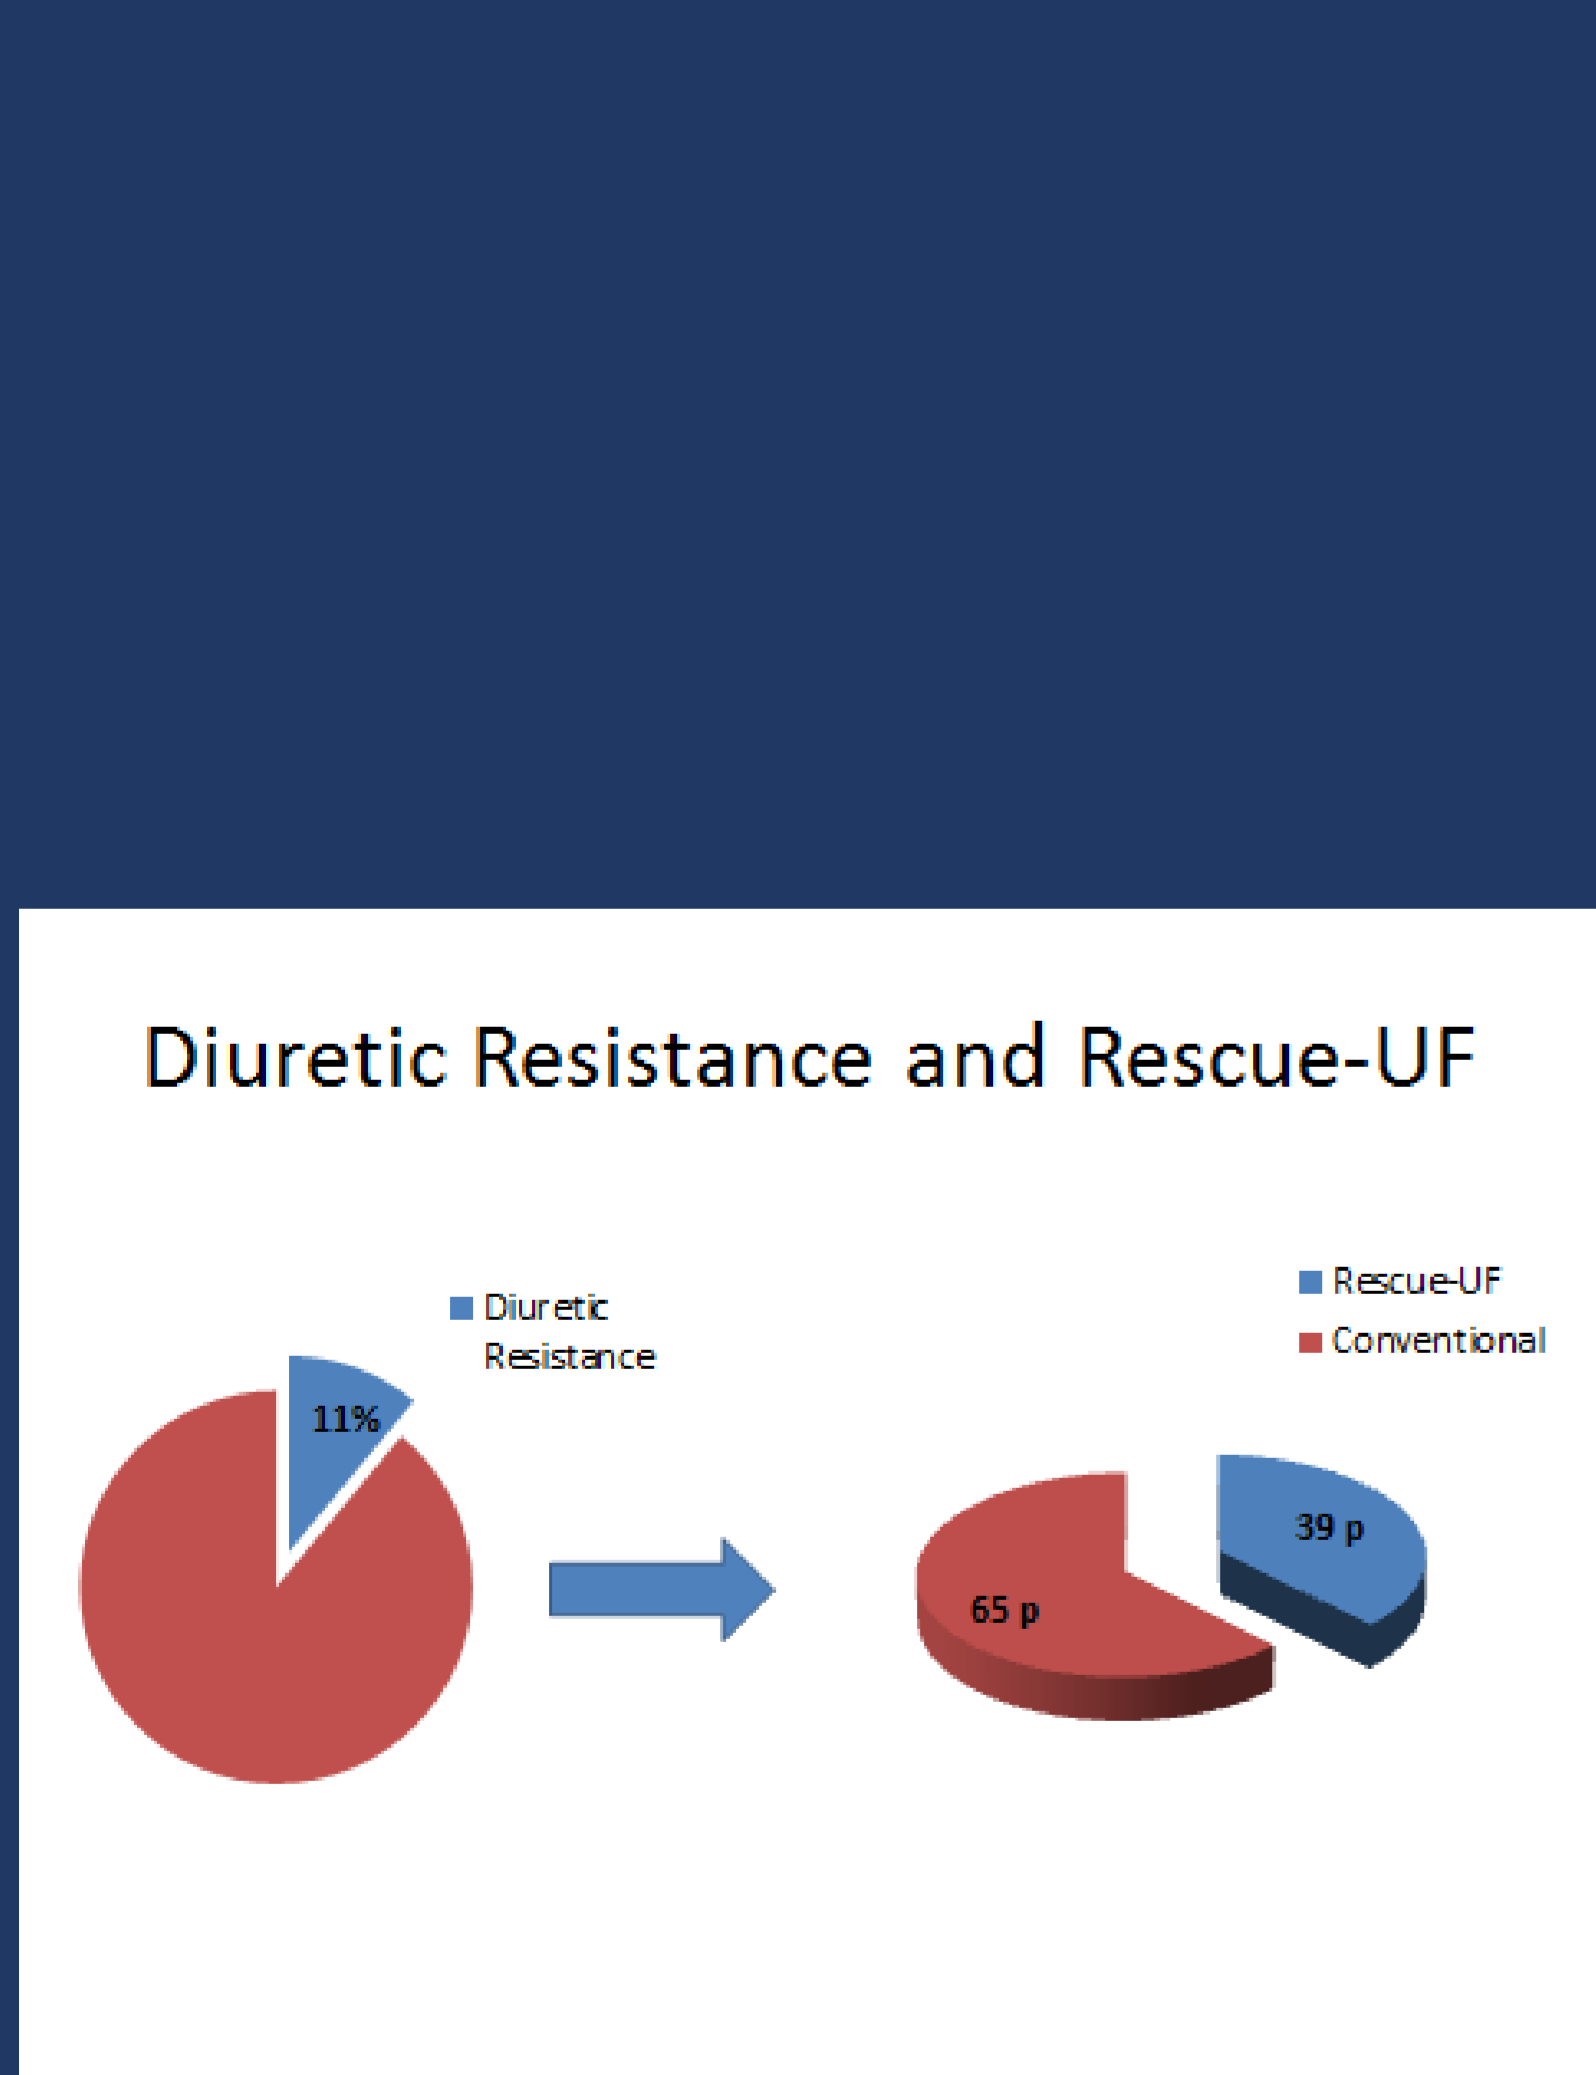 Diuretic Resistance and Rescue-UF
Diuretic
Resistance
11%
Rescue-UF
Conventional
39 p
65 p